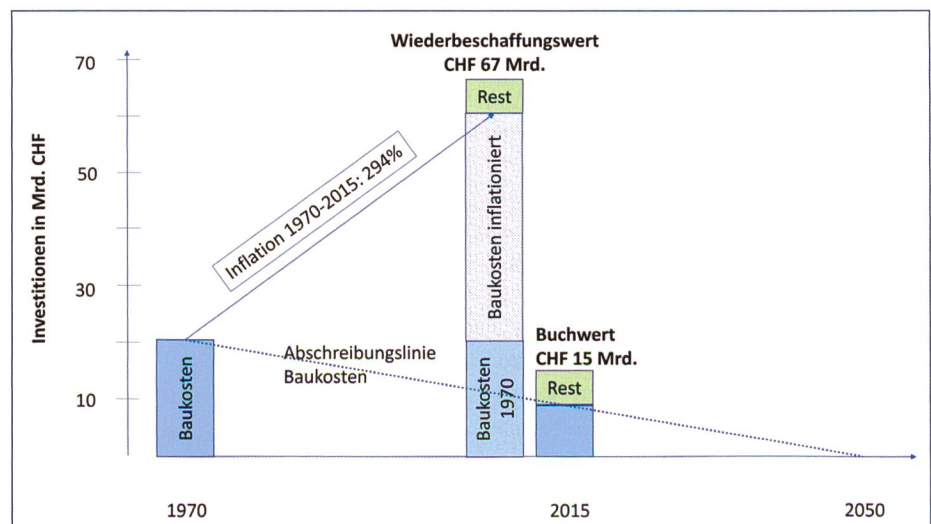 Wiederbeschaffungswert
CHF 67 Mrd.
70
50
30
10
Investitionen in Mrd. CHF
Rest
Baukosten inflationiert
Inflation 1970-2015: 294%
Buchwert
CHF 15 Mrd.
Abschreibungslinie
Baukosten
Rest
Baukosten
Baukosten
1970
1970
2015
2050